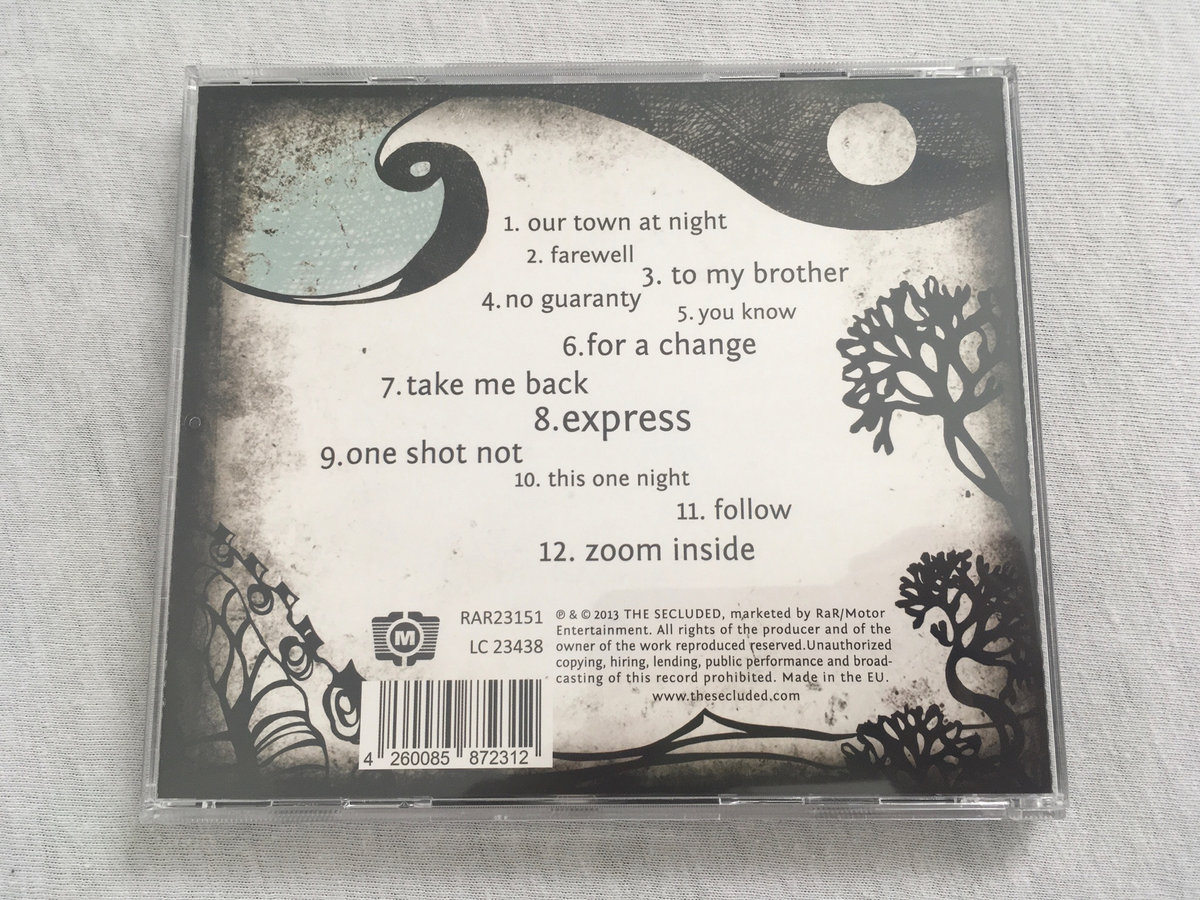 1. our town at night
2. farewell
3. to my brother
4. no guaranty
5. you know
6.for a change
7. take me back
8.express
9.one shot not
10. this one night
11. follow
12. zoom inside
M
RAR23151
LC 23438
℗ & © 2013 THE SECLUDED, marketed by RaR/Motor
Entertainment. All rights of the producer and of the
owner of the work reproduced reserved.Unauthorized
copying, hiring, lending, public performance and broad-
casting of this record prohibited. Made in the EU.
www.thesecluded.com
4 260085 872312